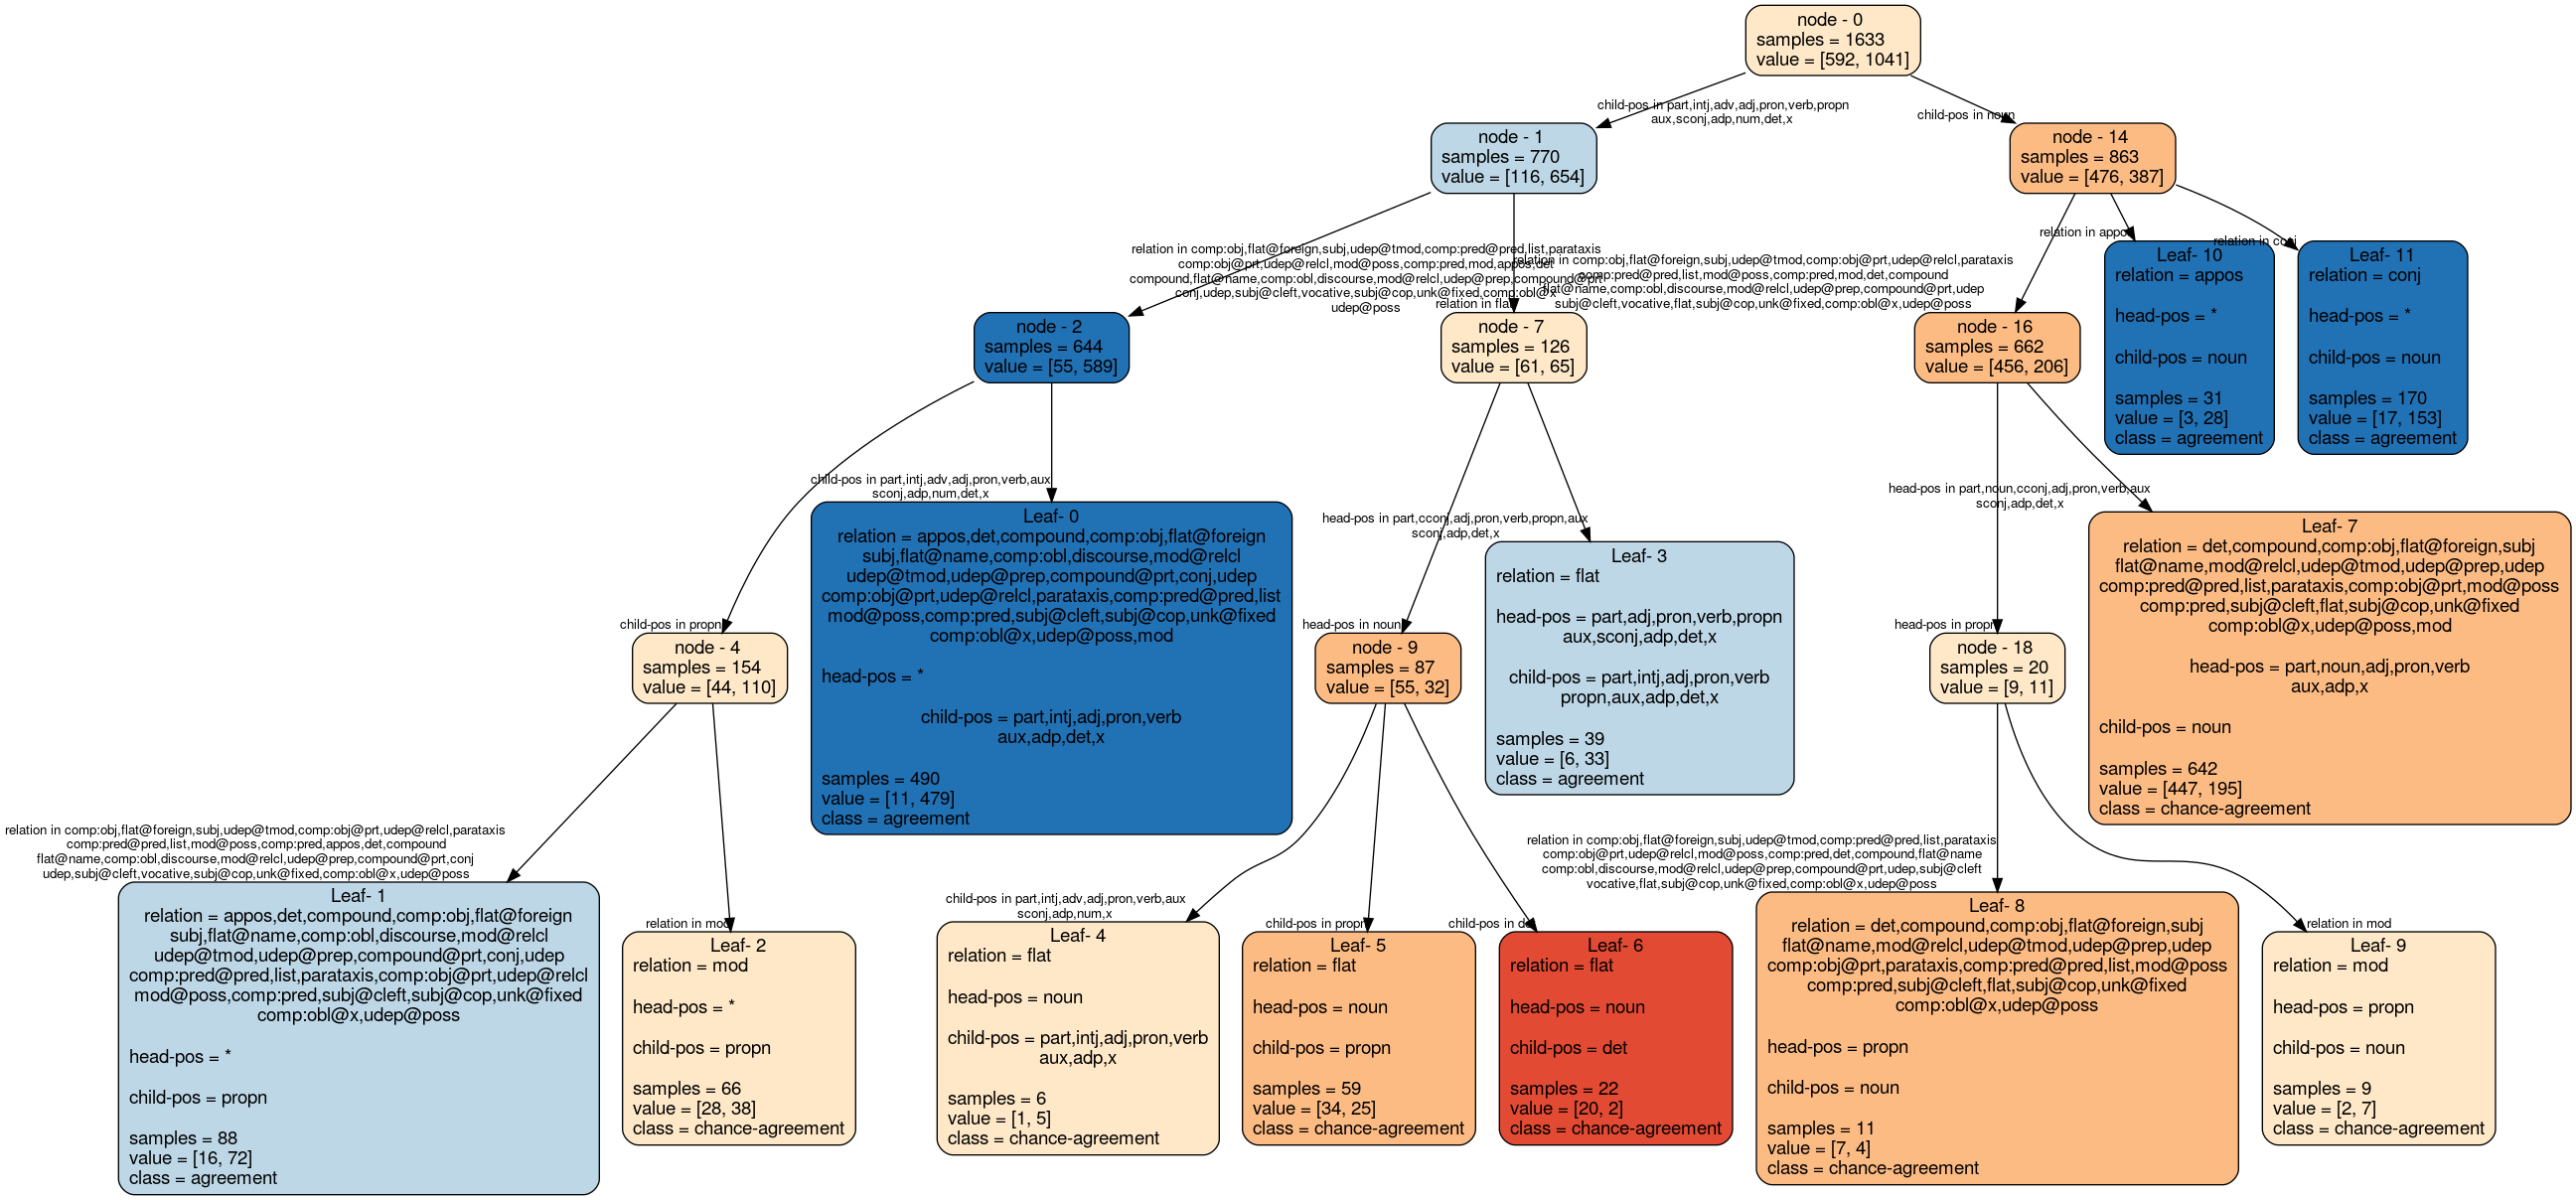 node - 0
samples = 1633
value = [592, 1041]
child-pos in part,intj,adv,adj,pron,verb,propn
aux,sconj,adp,num,det,x
child-pos in noun
node - 1
samples = 770
value = [116, 654]
node - 14
samples = 863
value = [476, 387]
relation in comp:obj,flat@foreign,subj,udep@tmod,comp:pred@pred,list,parataxis
comp:obj@prt,udep@relcl,mod@poss,comp:pred,mod,appos,det
compound,flat@name,comp:obl,discourse,mod@relcl,udep@prep,compound@prt
conj,udep,subj@cleft,vocative,subj@cop,unk@fixed,comp:obl@x
udep@poss
relation in flat
relation in comp:obj,flat@foreign,subj,udep@tmod,comp:obj@prt,udep@relcl,parataxis
comp:pred@pred,list,mod@poss,comp:pred,mod,det,compound
flat@name,comp:obl,discourse,mod@relcl,udep@prep,compound@prt,udep
subj@cleft,vocative,flat,subj@cop,unk@fixed,comp:obl@x,udep@poss
relation in appos
relation in conj
node - 2
samples = 644
value = [55, 589]
node - 7
samples = 126
value = [61, 65]
node - 16
samples = 662
value = [456, 206]
Leaf- 10
relation = appos
head-pos = *
child-pos = noun
samples = 31
value = [3, 28]
class = agreement
Leaf- 11
relation = conj
head-pos = *
child-pos = noun
samples = 170
value = [17, 153]
class = agreement
child-pos in propn
child-pos in part,intj,adv,adj,pron,verb,aux
sconj,adp,num,det,x
head-pos in noun
head-pos in part,cconj,adj,pron,verb,propn,aux
sconj,adp,det,x
head-pos in propn
head-pos in part,noun,cconj,adj,pron,verb,aux
sconj,adp,det,x
node - 4
samples = 154
value = [44, 110]
Leaf- 0
relation = appos,det,compound,comp:obj,flat@foreign
subj,flat@name,comp:obl,discourse,mod@relcl
udep@tmod,udep@prep,compound@prt,conj,udep
comp:obj@prt,udep@relcl,parataxis,comp:pred@pred,list
mod@poss,comp:pred,subj@cleft,subj@cop,unk@fixed
comp:obl@x,udep@poss,mod
head-pos = *
child-pos = part,intj,adj,pron,verb
aux,adp,det,x
samples = 490
value = [11, 479]
class = agreement
node - 9
samples = 87
value = [55, 32]
Leaf- 3
relation = flat
head-pos = part,adj,pron,verb,propn
aux,sconj,adp,det,x
child-pos = part,intj,adj,pron,verb
propn,aux,adp,det,x
samples = 39
value = [6, 33]
class = agreement
node - 18
samples = 20
value = [9, 11]
Leaf- 7
relation = det,compound,comp:obj,flat@foreign,subj
flat@name,mod@relcl,udep@tmod,udep@prep,udep
comp:pred@pred,list,parataxis,comp:obj@prt,mod@poss
comp:pred,subj@cleft,flat,subj@cop,unk@fixed
comp:obl@x,udep@poss,mod
head-pos = part,noun,adj,pron,verb
aux,adp,x
child-pos = noun
samples = 642
value = [447, 195]
class = chance-agreement
relation in comp:obj,flat@foreign,subj,udep@tmod,comp:obj@prt,udep@relcl,parataxis
comp:pred@pred,list,mod@poss,comp:pred,appos,det,compound
flat@name,comp:obl,discourse,mod@relcl,udep@prep,compound@prt,conj
udep,subj@cleft,vocative,subj@cop,unk@fixed,comp:obl@x,udep@poss
relation in mod
child-pos in part,intj,adv,adj,pron,verb,aux
sconj,adp,num,x
child-pos in propn
child-pos in det
relation in comp:obj,flat@foreign,subj,udep@tmod,comp:pred@pred,list,parataxis
comp:obj@prt,udep@relcl,mod@poss,comp:pred,det,compound,flat@name
comp:obl,discourse,mod@relcl,udep@prep,compound@prt,udep,subj@cleft
vocative,flat,subj@cop,unk@fixed,comp:obl@x,udep@poss
relation in mod
Leaf- 1
relation = appos,det,compound,comp:obj,flat@foreign
subj,flat@name,comp:obl,discourse,mod@relcl
udep@tmod,udep@prep,compound@prt,conj,udep
comp:pred@pred,list,parataxis,comp:obj@prt,udep@relcl
mod@poss,comp:pred,subj@cleft,subj@cop,unk@fixed
comp:obl@x,udep@poss
head-pos = *
child-pos = propn
samples = 88
value = [16, 72]
class = agreement
Leaf- 2
relation = mod
head-pos = *
child-pos = propn
samples = 66
value = [28, 38]
class = chance-agreement
Leaf- 4
relation = flat
head-pos = noun
child-pos = part,intj,adj,pron,verb
aux,adp,x
samples = 6
value = [1, 5]
class = chance-agreement
Leaf- 5
relation = flat
head-pos = noun
child-pos = propn
samples = 59
value = [34, 25]
class = chance-agreement
Leaf- 6
relation = flat
head-pos = noun
child-pos = det
samples = 22
value = [20, 2]
class = chance-agreement
Leaf- 8
relation = det,compound,comp:obj,flat@foreign,subj
flat@name,mod@relcl,udep@tmod,udep@prep,udep
comp:obj@prt,parataxis,comp:pred@pred,list,mod@poss
comp:pred,subj@cleft,flat,subj@cop,unk@fixed
comp:obl@x,udep@poss
head-pos = propn
child-pos = noun
samples = 11
value = [7, 4]
class = chance-agreement
Leaf- 9
relation = mod
head-pos = propn
child-pos = noun
samples = 9
value = [2, 7]
class = chance-agreement